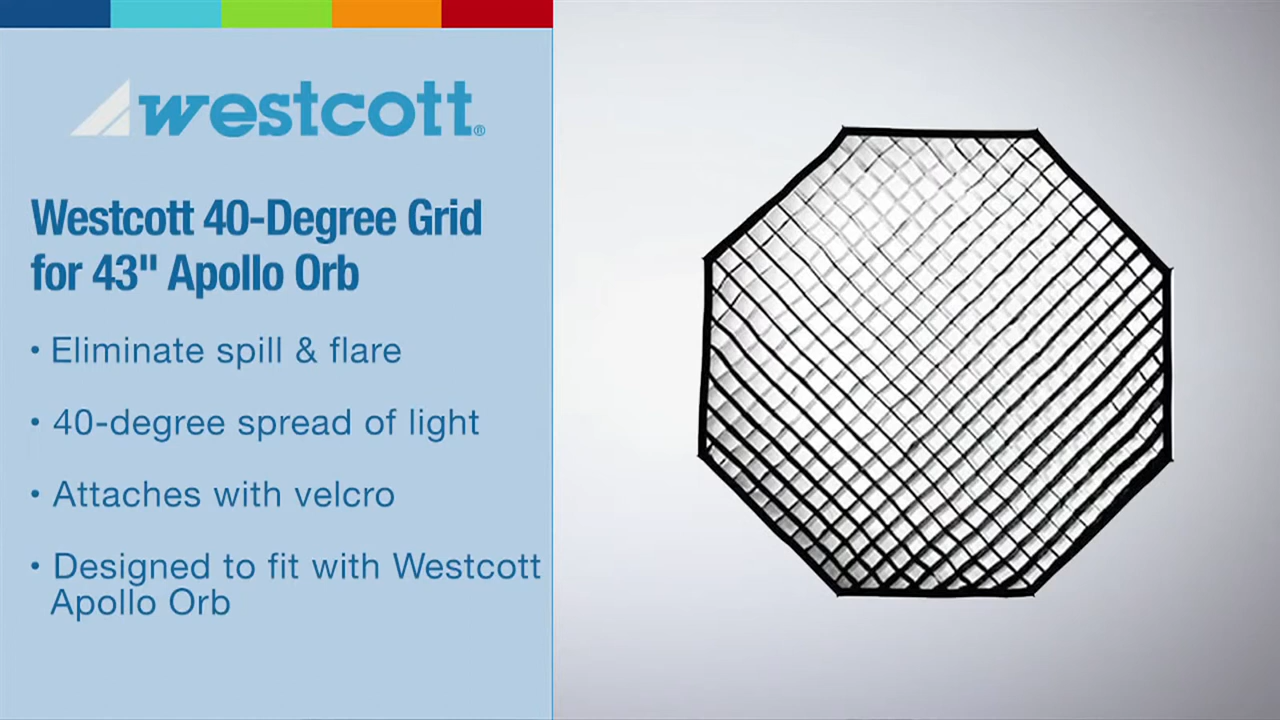 westcott®
Westcott 40-Degree Grid
for 43" Apollo Orb
• Eliminate spill & flare
• 40-degree spread of light
• Attaches with velcro
• Designed to fit with Westcott
Apollo Orb